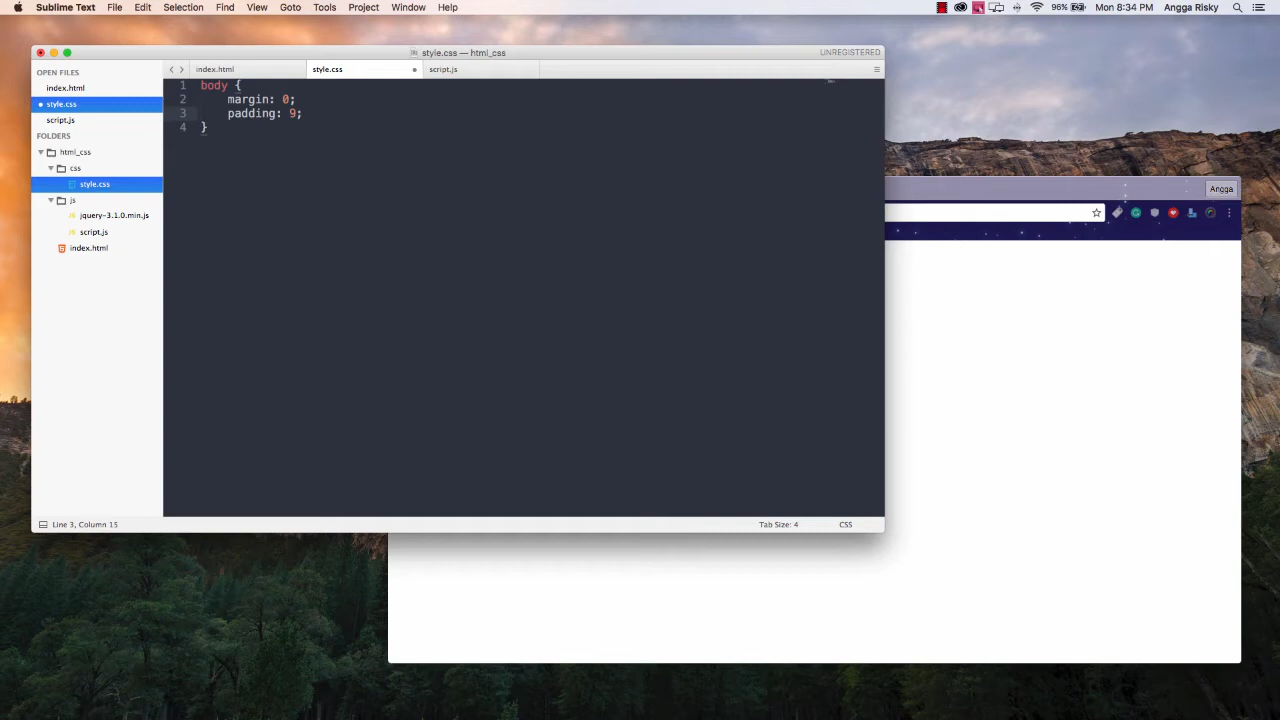 Sublime Text File Edit Selection Find View Goto Tools Project Window Help 96% Mon 8:34 PM Angga Risky
style.css — html_css UNREGISTERED
OPEN FILES
index.html
style.css
script.js
FOLDERS
html_css
css
style.css
js
jquery-3.1.0.min.js
script.js
index.html
index.html style.css script.js
1 body {
2 margin: 0;
3 padding: 9;
4 }
Line 3, Column 15 Tab Size: 4 CSS
Angga